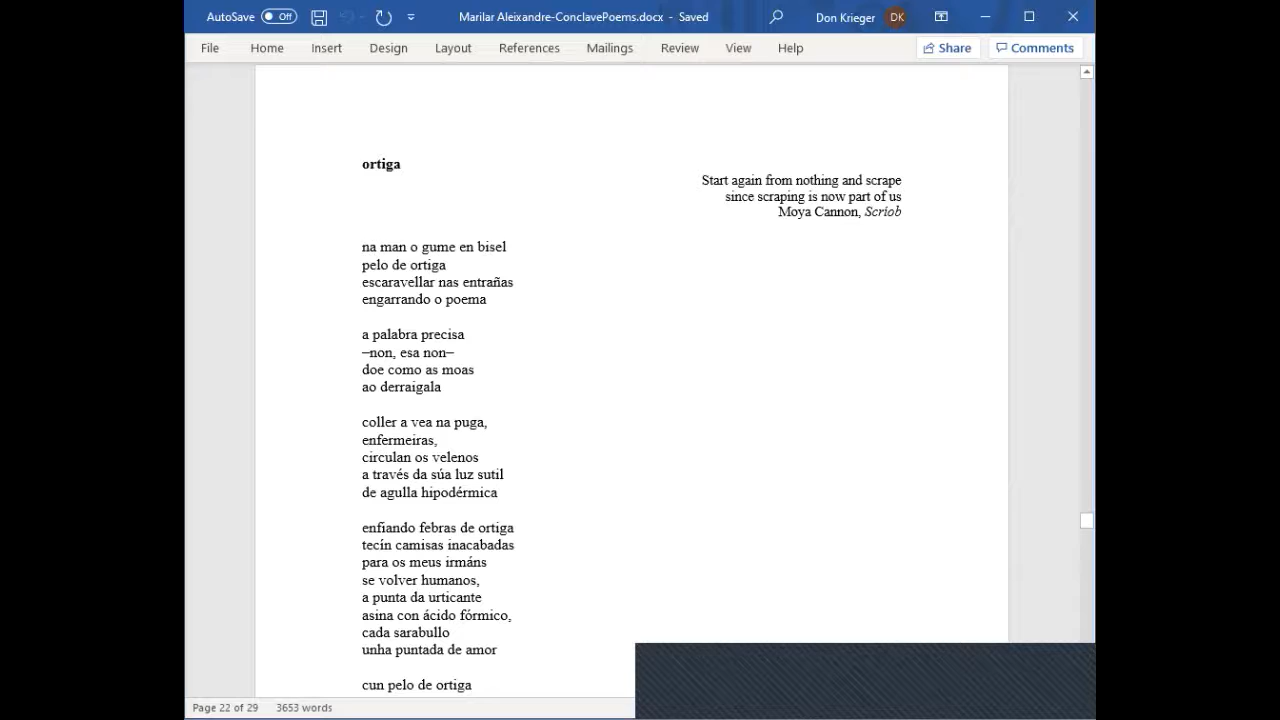 AutoSave Off
Marilar Aleixandre-ConclavePoems.docx - Saved
Don Krieger DK
File Home Insert Design Layout References Mailings Review View Help Share Comments
ortiga
Start again from nothing and scrape
since scraping is now part of us
Moya Cannon, Scriob
na man o gume en bisel
pelo de ortiga
escaravellar nas entrañas
engarrando o poema
a palabra precisa
–non, esa non–
doe como as moas
ao derraigala
coller a vea na puga,
enfermeiras,
circulan os velenos
a través da súa luz sutil
de agulla hipodérmica
enfíando febras de ortiga
tecín camisas inacabadas
para os meus irmáns
se volver humanos,
a punta da urticante
asina con ácido fórmico,
cada sarabullo
unha puntada de amor
cun pelo de ortiga
Page 22 of 29 3653 words